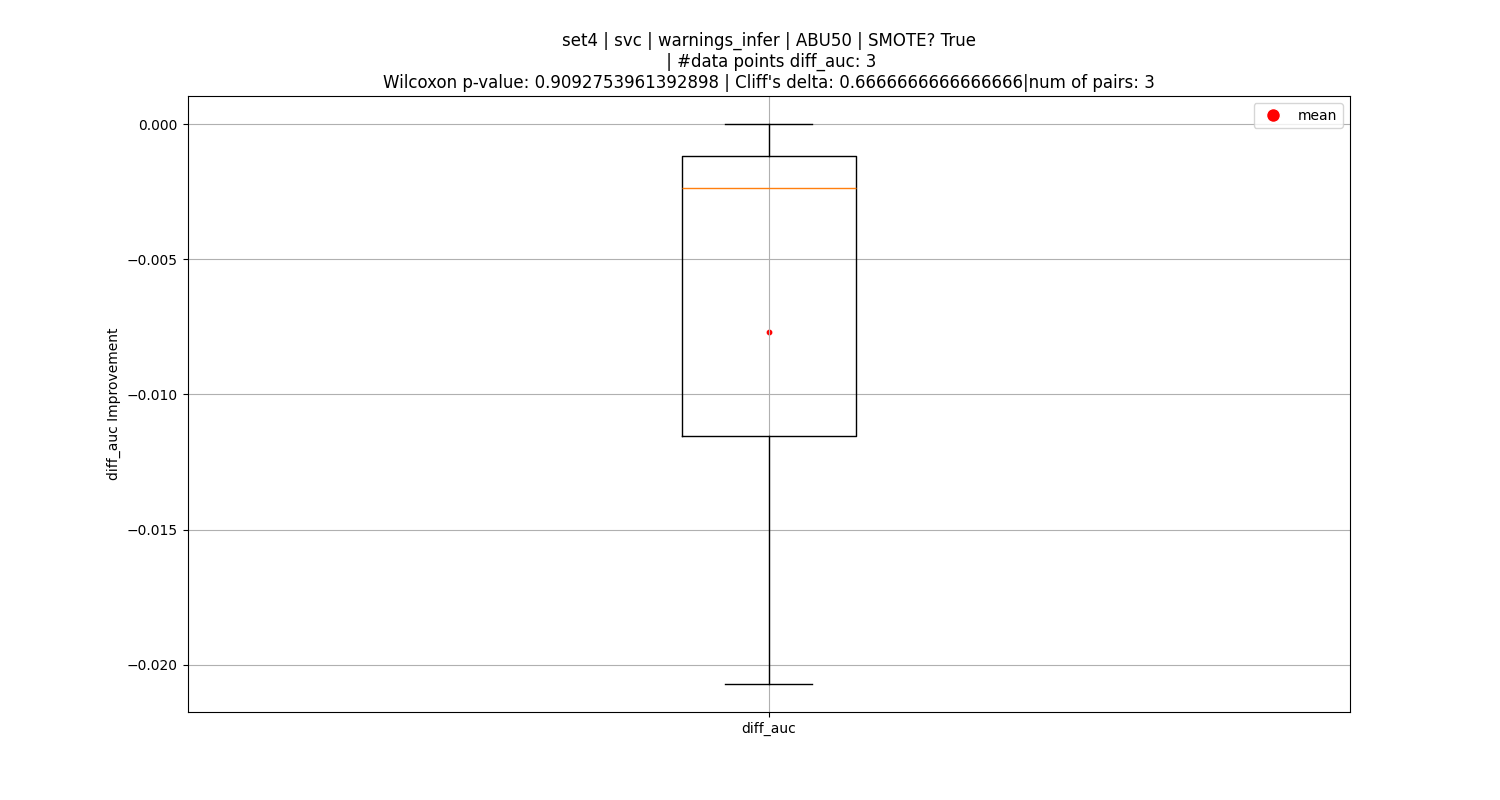 set4 | svc | warnings_infer | ABU50 | SMOTE? True
| #data points diff_auc: 3
Wilcoxon p-value: 0.9092753961392898 | Cliff's delta: 0.6666666666666666|num of pairs: 3
mean
0.000
−0.005
−0.010
−0.015
−0.020
diff_auc Improvement
diff_auc